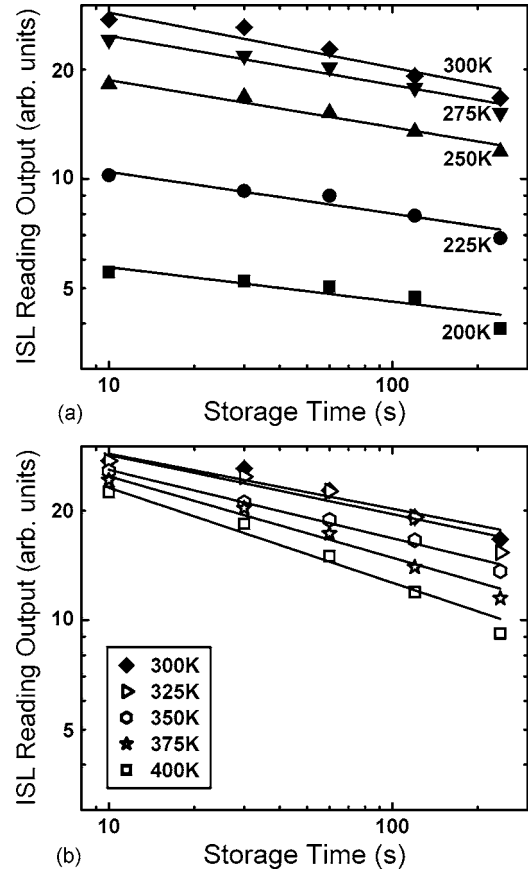 ISL Reading Output (arb. units)
20
10
5
300K
275K
250K
225K
200K
10
100
Storage Time (s)
(a)
ISL Reading Output (arb. units)
20
10
5
300K
325K
350K
375K
400K
10
100
Storage Time (s)
(b)